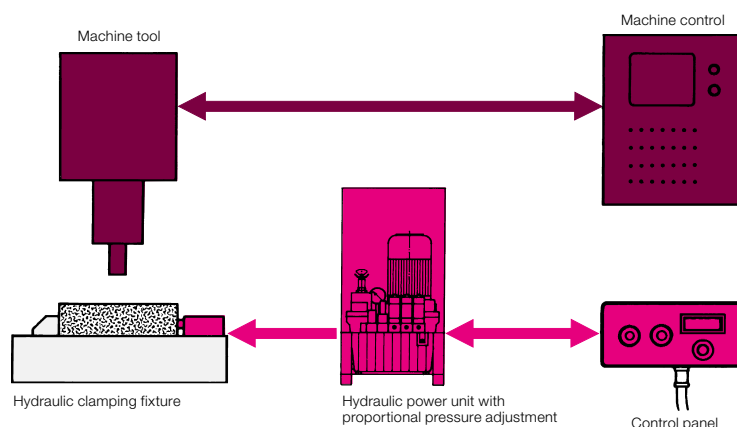 Machine control
Machine tool
Hydraulic clamping fixture
Hydraulic power unit with
proportional pressure adjustment
Control panel